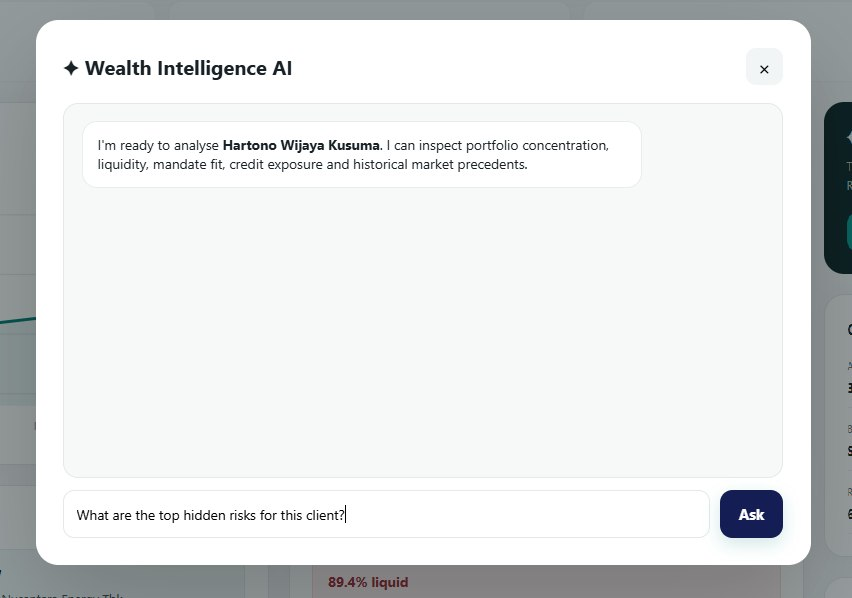 ✦ Wealth Intelligence AI
×
I'm ready to analyse Hartono Wijaya Kusuma. I can inspect portfolio concentration,
liquidity, mandate fit, credit exposure and historical market precedents.
What are the top hidden risks for this client?
Ask
89.4% liquid